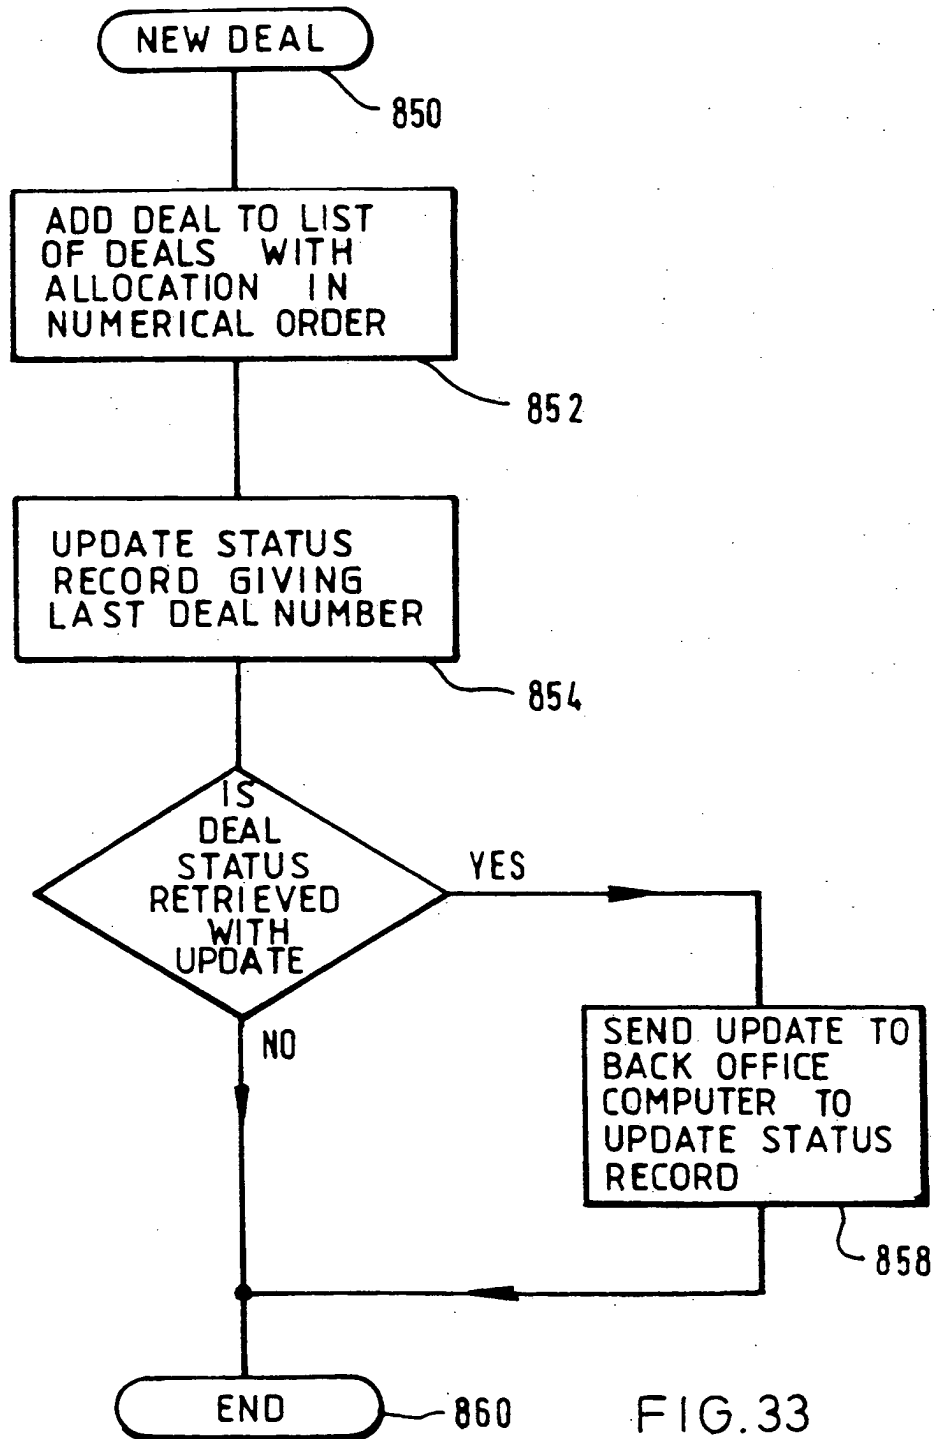 NEW DEAL
850
ADD DEAL TO LIST
OF DEALS WITH
ALLOCATION IN
NUMERICAL ORDER
852
UPDATE STATUS
RECORD GIVING
LAST DEAL NUMBER
854
IS
DEAL
STATUS
RETRIEVED
WITH
UPDATE
YES
NO
SEND UPDATE TO
BACK OFFICE
COMPUTER TO
UPDATE STATUS
RECORD
858
END
860
FIG.33